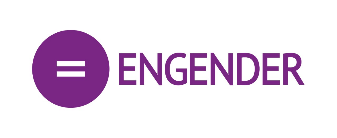 = ENGENDER